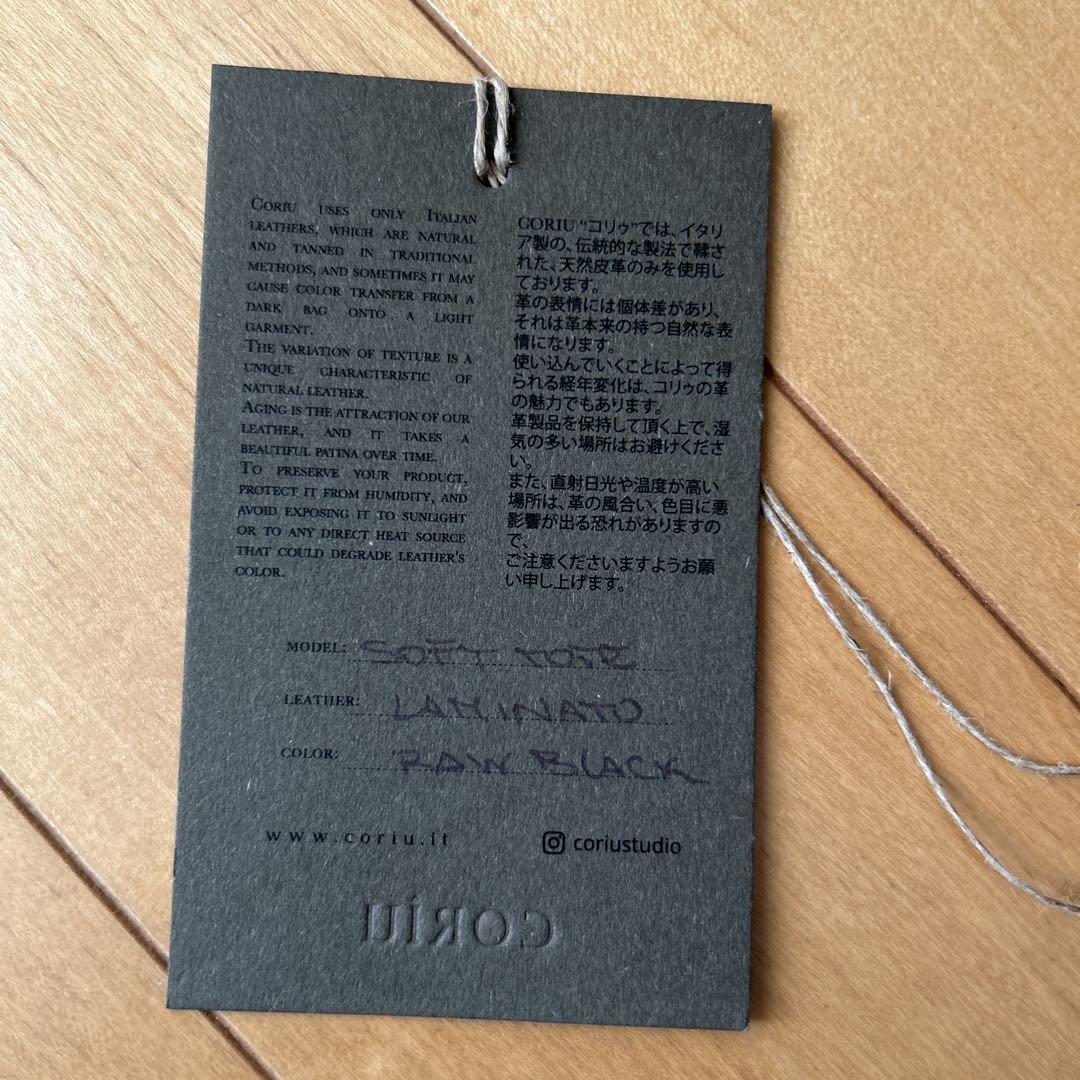 CORIU USES ONLY ITALIAN
LEATHERS, WHICH ARE NATURAL
AND TANNED IN TRADITIONAL
METHODS, AND SOMETIMES IT MAY
CAUSE COLOR TRANSFER FROM A
DARK BAG ONTO A LIGHT
GARMENT.
THE VARIATION OF TEXTURE IS A
UNIQUE CHARACTERISTIC OF
NATURAL LEATHER.
AGING IS THE ATTRACTION OF OUR
LEATHER, AND IT TAKES A
BEAUTIFUL PATINA OVER TIME.
TO PRESERVE YOUR PRODUCT,
PROTECT IT FROM HUMIDITY, AND
AVOID EXPOSING IT TO SUNLIGHT
OR TO ANY DIRECT HEAT SOURCE
THAT COULD DEGRADE LEATHER'S
COLOR.
CORIU “コリゥ”では、イタリ
ア製の、伝統的な製法で鞣さ
れた、天然皮革のみを使用し
ております。
革の表情には個体差があり、
それは革本来の持つ自然な表
情になります。
使い込んでいくことによって得
られる経年変化は、コリゥの革
の魅力でもあります。
革製品を保持して頂く上で、湿
気の多い場所はお避けくださ
い。
また、直射日光や温度が高い
場所は、革の風合い、色目に悪
影響が出る恐れがありますの
で、
ご注意くださいますようお願
い申し上げます。
MODEL: SOFT TOTE
LEATHER: LAMINATO
COLOR: RAW BLACK
www.coriu.it
coriustudio
CORIU